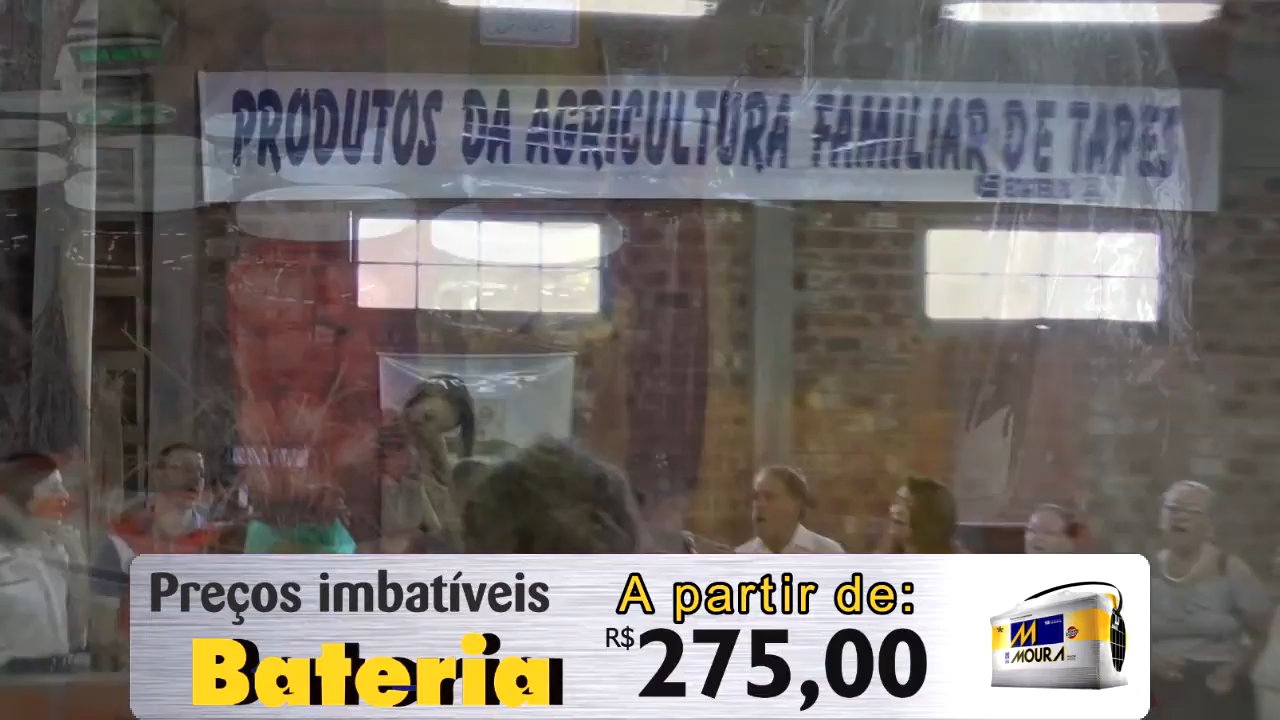 PRODUTOS DA AGRICULTURA FAMILIAR DE TAPES
Preços imbatíveis
Bateria
A partir de:
R$ 275,00
M
MOURA